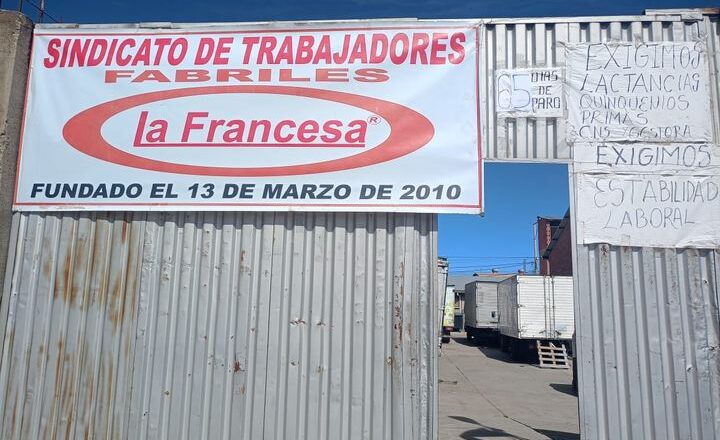 SINDICATO DE TRABAJADORES
FABRILES
la Francesa®
FUNDADO EL 13 DE MARZO DE 2010
65 DIAS
DE
PARO
EXIGIMOS
LACTANCIAS
QUINQUENIOS
PRIMAS
CNS/GESTORA
EXIGIMOS
ESTABILIDAD
LABORAL